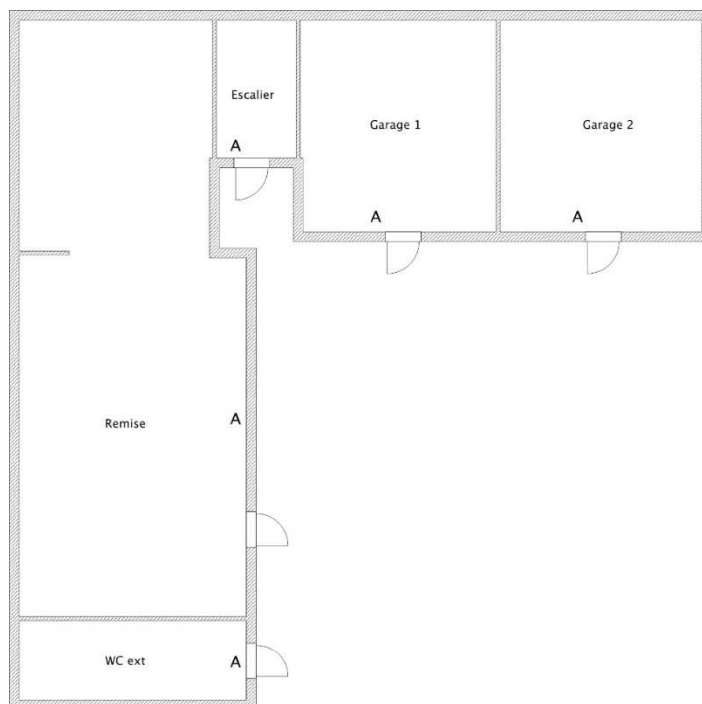 Escalier
A
Garage 1
A
Garage 2
A
Remise
A
WC ext
A